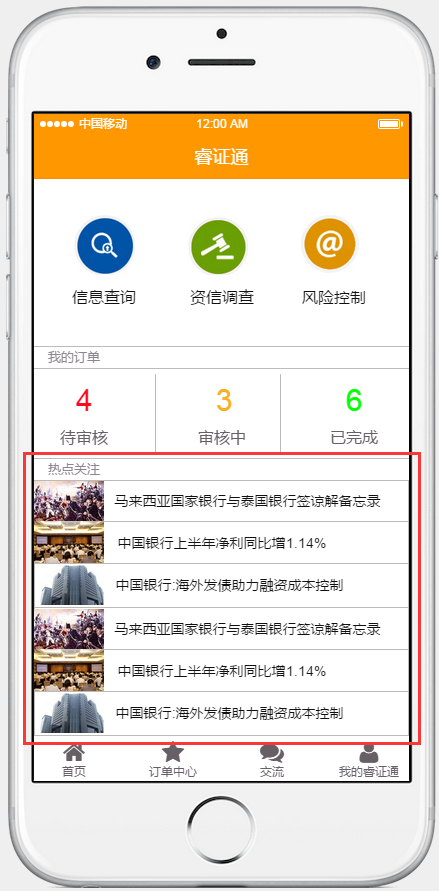 中国移动 12:00 AM
睿证通
信息查询 资信调查 风险控制
我的订单
4 3 6
待审核 审核中 已完成
热点关注
马来西亚国家银行与泰国银行签谅解备忘录
中国银行上半年净利同比增1.14%
中国银行:海外发债助力融资成本控制
马来西亚国家银行与泰国银行签谅解备忘录
中国银行上半年净利同比增1.14%
中国银行:海外发债助力融资成本控制
首页 订单中心 交流 我的睿证通